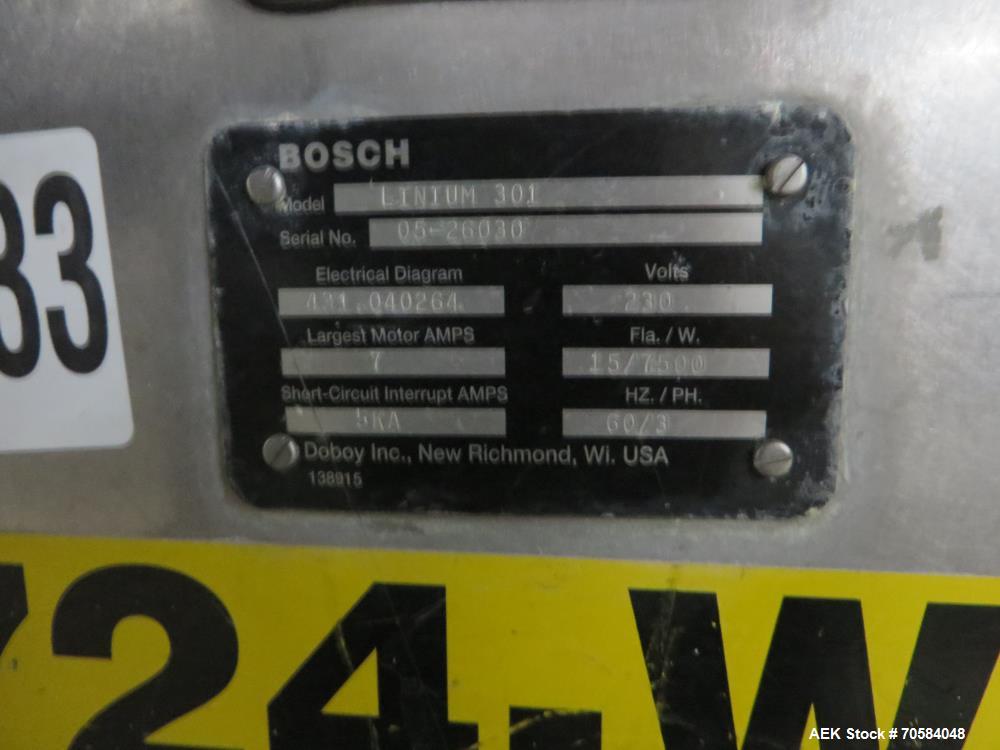 BOSCH
Model LINIUM 301
Serial No. 05-26030
83
Electrical Diagram Volts
431.040264 230
Largest Motor AMPS Fla. / W.
7 15/7500
Short-Circuit Interrupt AMPS HZ. / PH.
5KA 60/3
Doboy Inc., New Richmond, Wi. USA
138915
724-W
AEK Stock #70584048